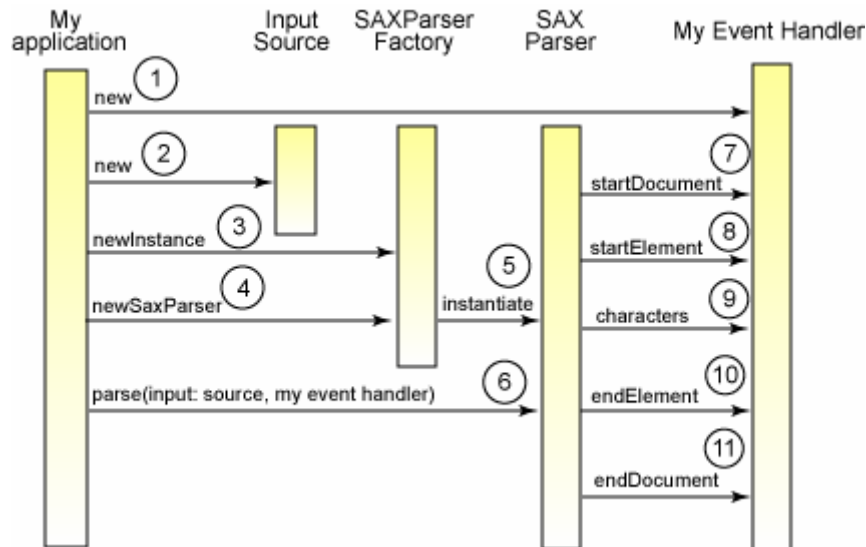 My application
Input Source
SAXParser Factory
SAX Parser
My Event Handler
new 1
new 2
newInstance 3
newSaxParser 4
instantiate 5
parse(input: source, my event handler) 6
startDocument 7
startElement 8
characters 9
endElement 10
endDocument 11